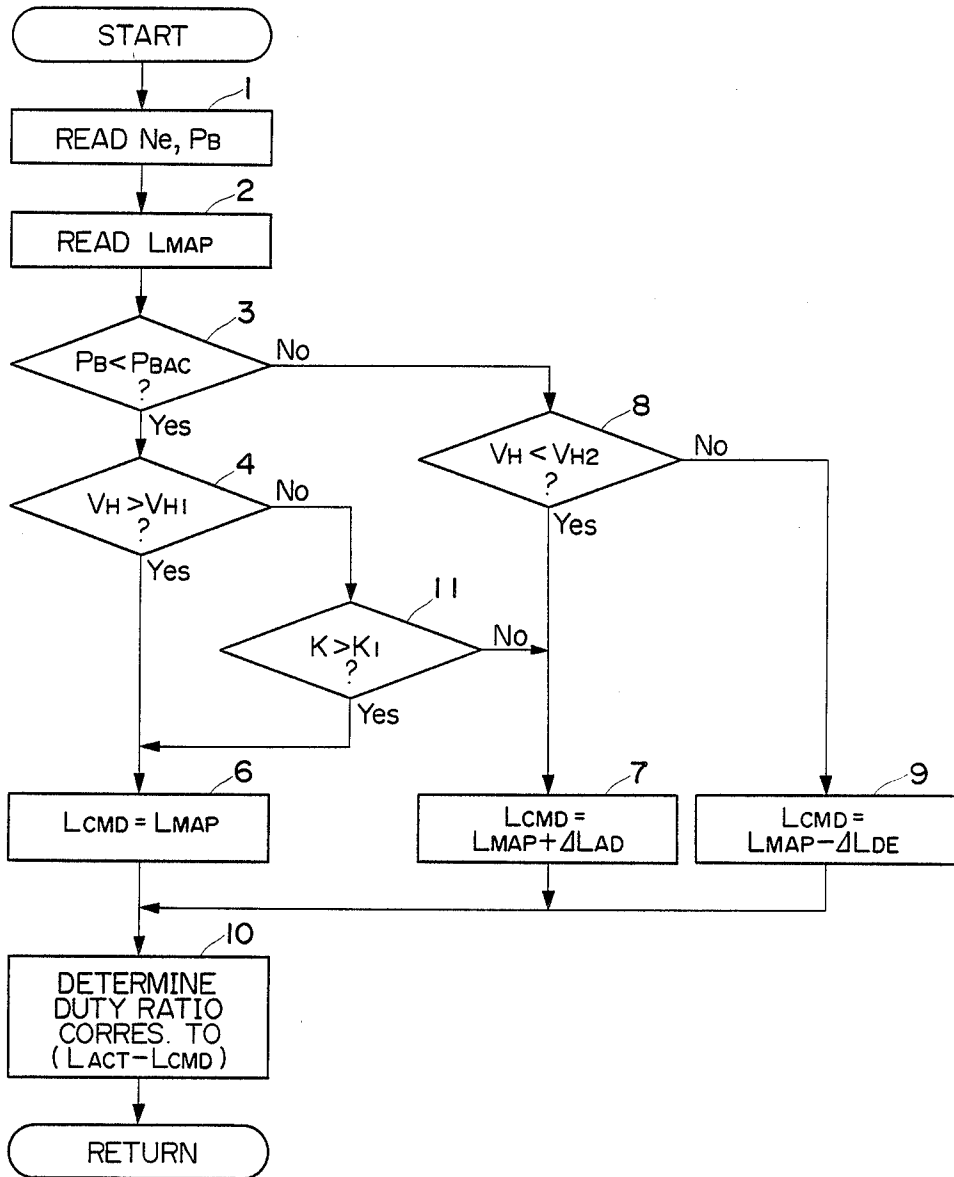 START
1
READ Ne, PB
2
READ LMAP
3
PB<PBAC
?
No
Yes
8
VH<VH2
?
No
Yes
4
VH>VH1
?
No
Yes
11
K>K1
?
No
Yes
6
LCMD=LMAP
7
LCMD=
LMAP+ΔLAD
9
LCMD=
LMAP-ΔLDE
10
DETERMINE
DUTY RATIO
CORRES. TO
(LACT-LCMD)
RETURN